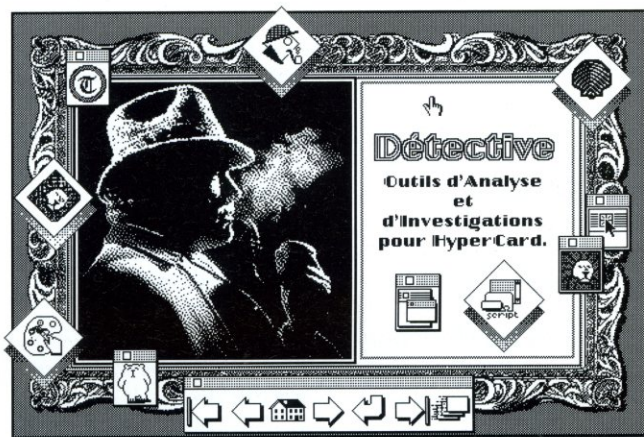 T
Détective
Outils d'Analyse
et
d'Investigations
pour HyperCard.
script